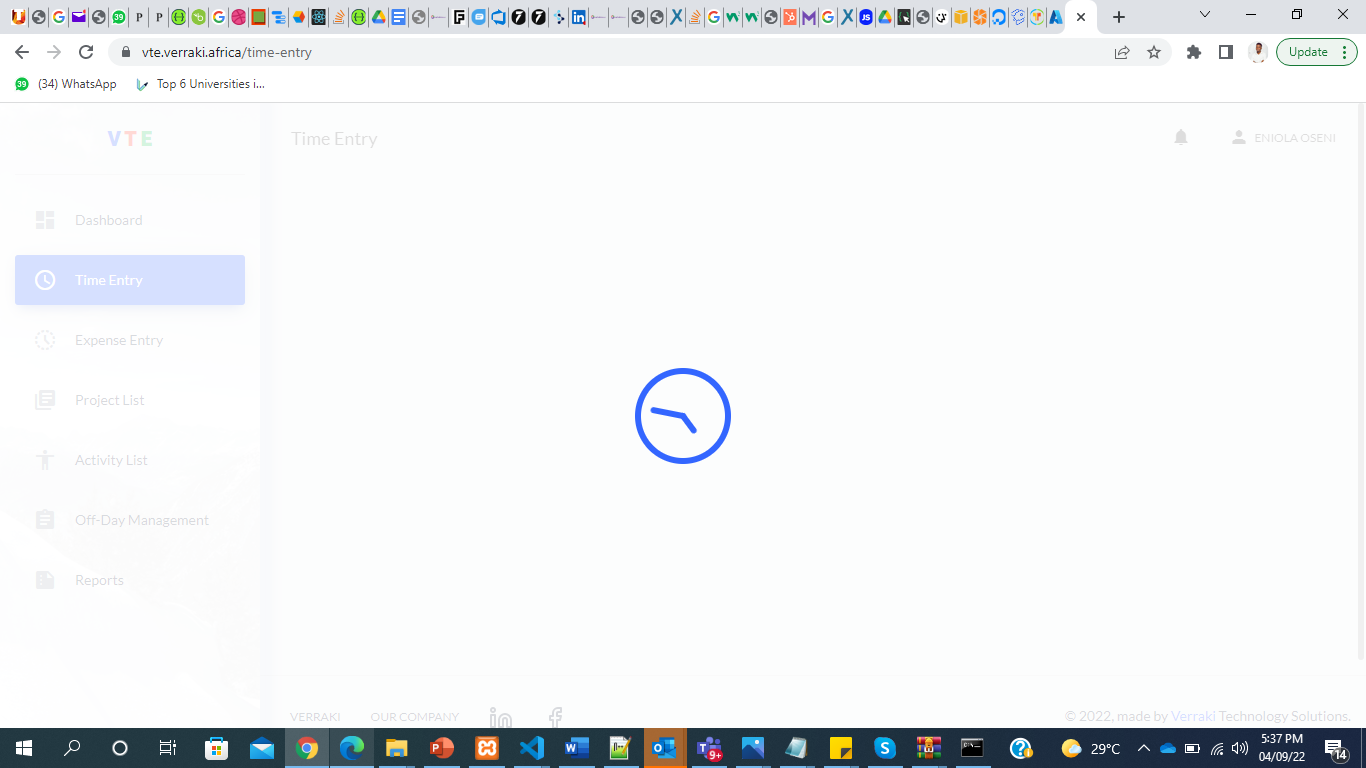 vte.verraki.africa/time-entry
Update
39
(34) WhatsApp
Top 6 Universities i...
VTE
Time Entry
ENIOLA OSENI
Dashboard
Time Entry
Expense Entry
Project List
Activity List
Off-Day Management
Reports
VERRAKI
OUR COMPANY
© 2022, made by Verraki Technology Solutions.
9+
29°C
5:37 PM
04/09/22
14